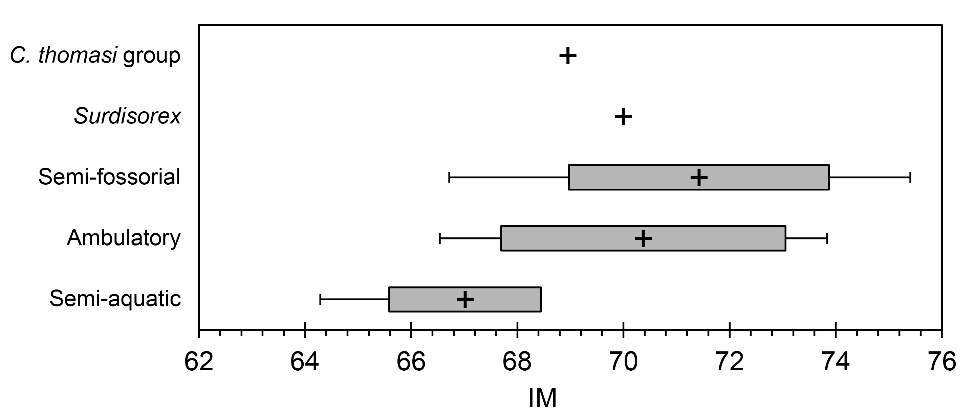 C. thomasi group
Surdisorex
Semi-fossorial
Ambulatory
Semi-aquatic
62 64 66 68 70 72 74 76
IM